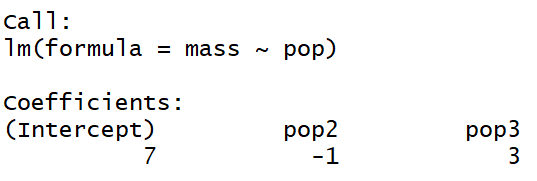 Call:
lm(formula = mass ~ pop)
Coefficients:
(Intercept) pop2 pop3
7 -1 3